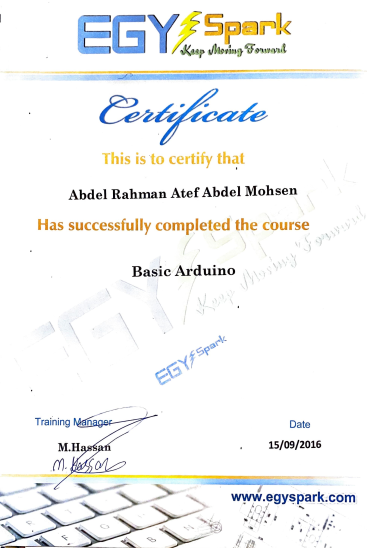 EGY Spark
Keep Moving Forward
Certificate
This is to certify that
Abdel Rahman Atef Abdel Mohsen
Has successfully completed the course
Basic Arduino
EGY Spark
Keep Moving Forward
EGY Spark
Training Manager
Date
M.Hassan
15/09/2016
M. Hassan
www.egyspark.com